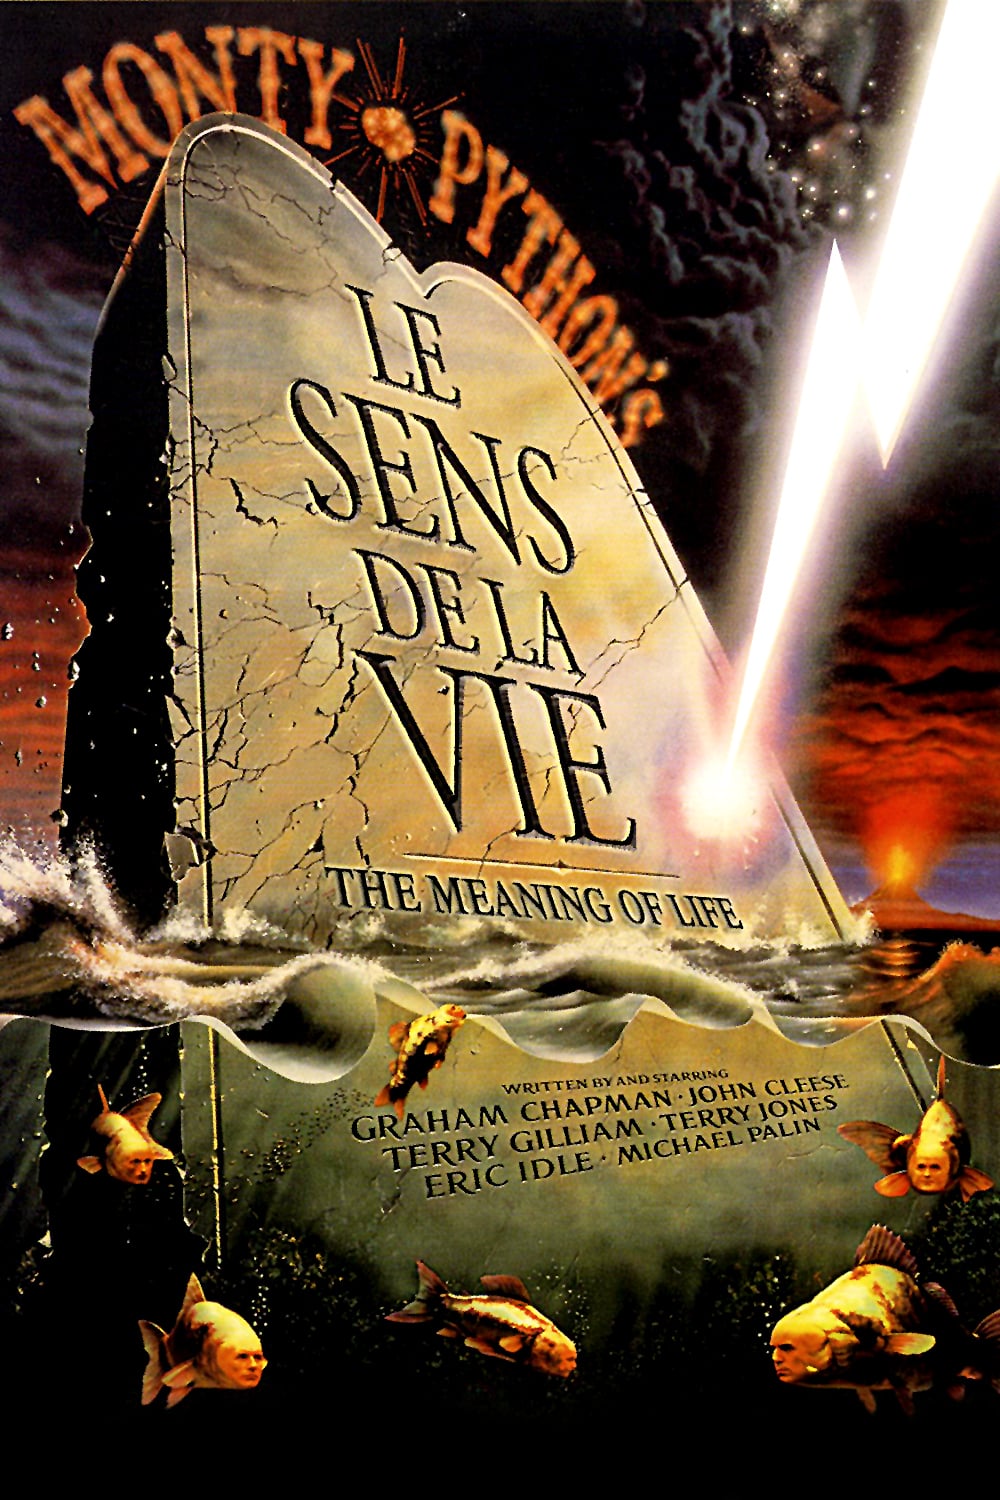 MONTY PYTHON'S
LE
SENS
DE LA
VIE
THE MEANING OF LIFE
WRITTEN BY AND STARRING
GRAHAM CHAPMAN · JOHN CLEESE
TERRY GILLIAM · TERRY JONES
ERIC IDLE · MICHAEL PALIN